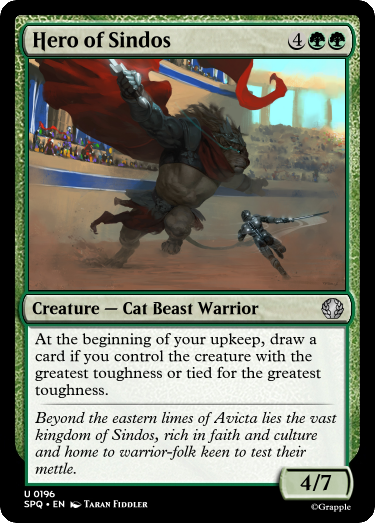 Hero of Sindos 4
Creature — Cat Beast Warrior
At the beginning of your upkeep, draw a
card if you control the creature with the
greatest toughness or tied for the greatest
toughness.
Beyond the eastern limes of Avicta lies the vast
kingdom of Sindos, rich in faith and culture
and home to warrior-folk keen to test their
mettle.
4/7
U 0196
SPQ • EN Taran Fiddler
©Grapple